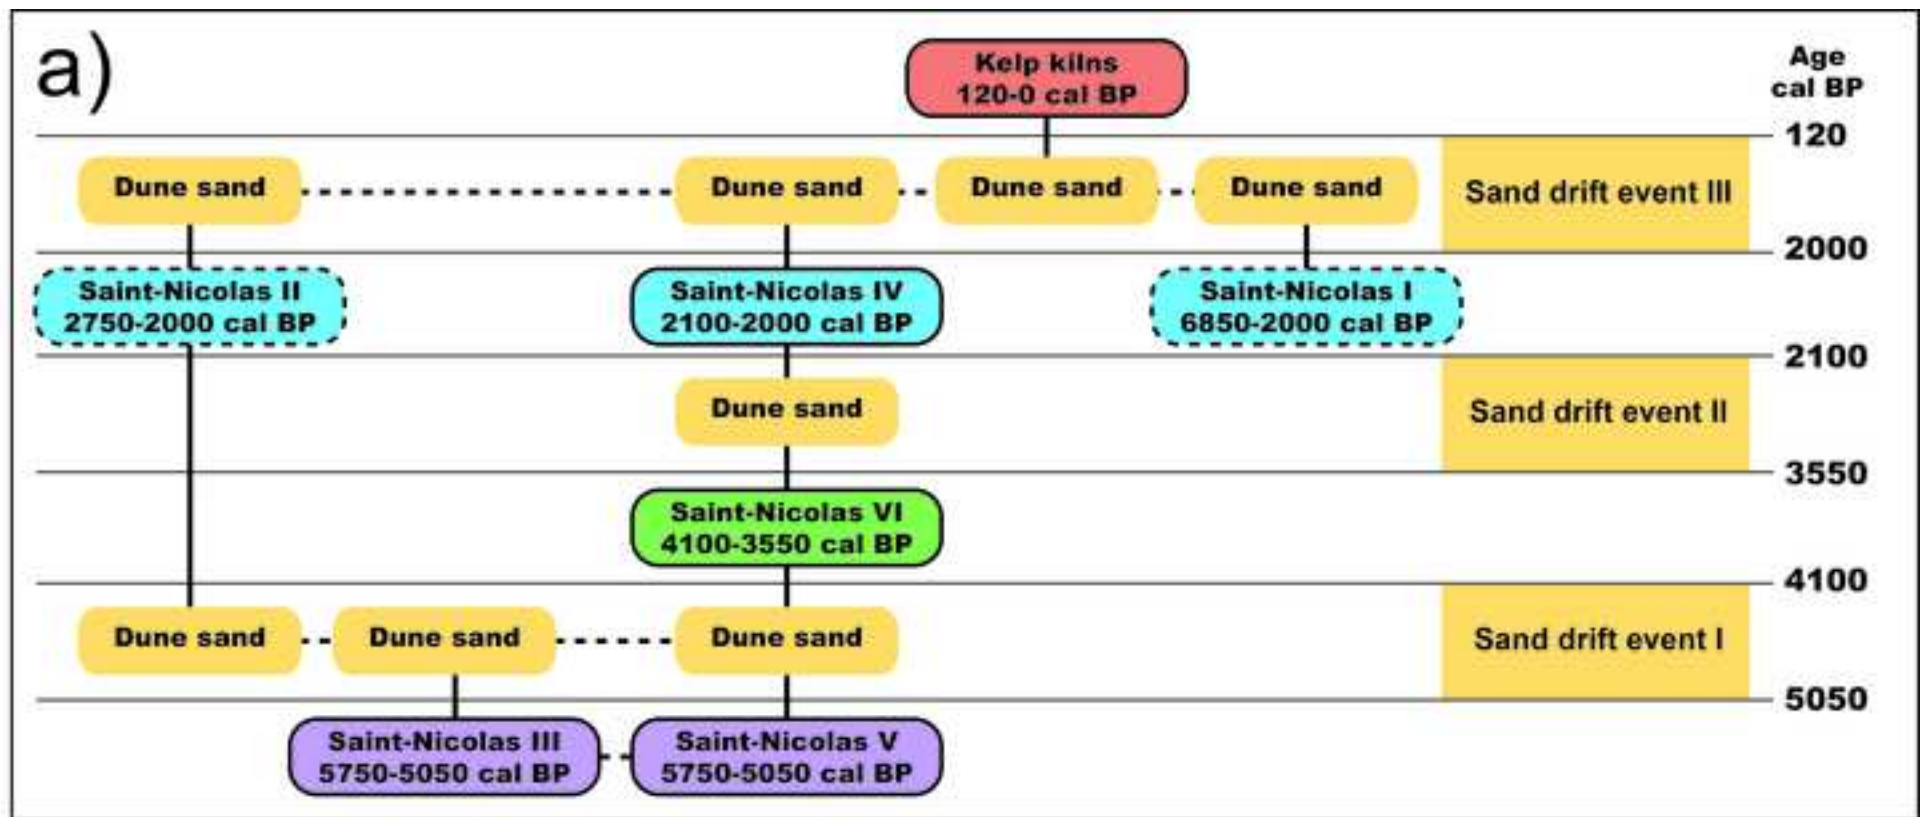 a)
Kelp kilns
120-0 cal BP
Age
cal BP
120
Dune sand
Dune sand
Dune sand
Dune sand
Sand drift event III
2000
Saint-Nicolas II
2750-2000 cal BP
Saint-Nicolas IV
2100-2000 cal BP
Saint-Nicolas I
6850-2000 cal BP
2100
Dune sand
Sand drift event II
3550
Saint-Nicolas VI
4100-3550 cal BP
4100
Dune sand
Dune sand
Dune sand
Sand drift event I
5050
Saint-Nicolas III
5750-5050 cal BP
Saint-Nicolas V
5750-5050 cal BP